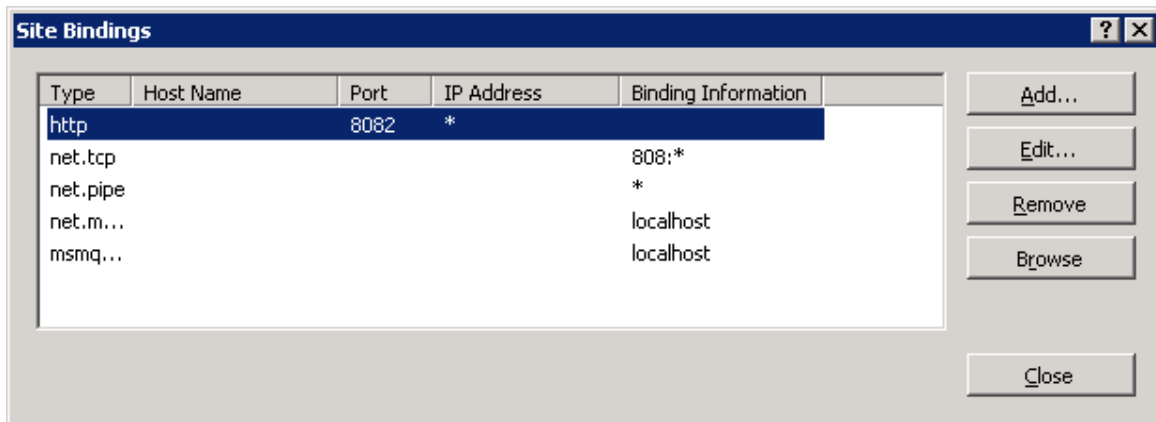 Site Bindings ? X
Type Host Name Port IP Address Binding Information
http 8082 *
net.tcp 808:*
net.pipe *
net.m... localhost
msmq... localhost
Add...
Edit...
Remove
Browse
Close